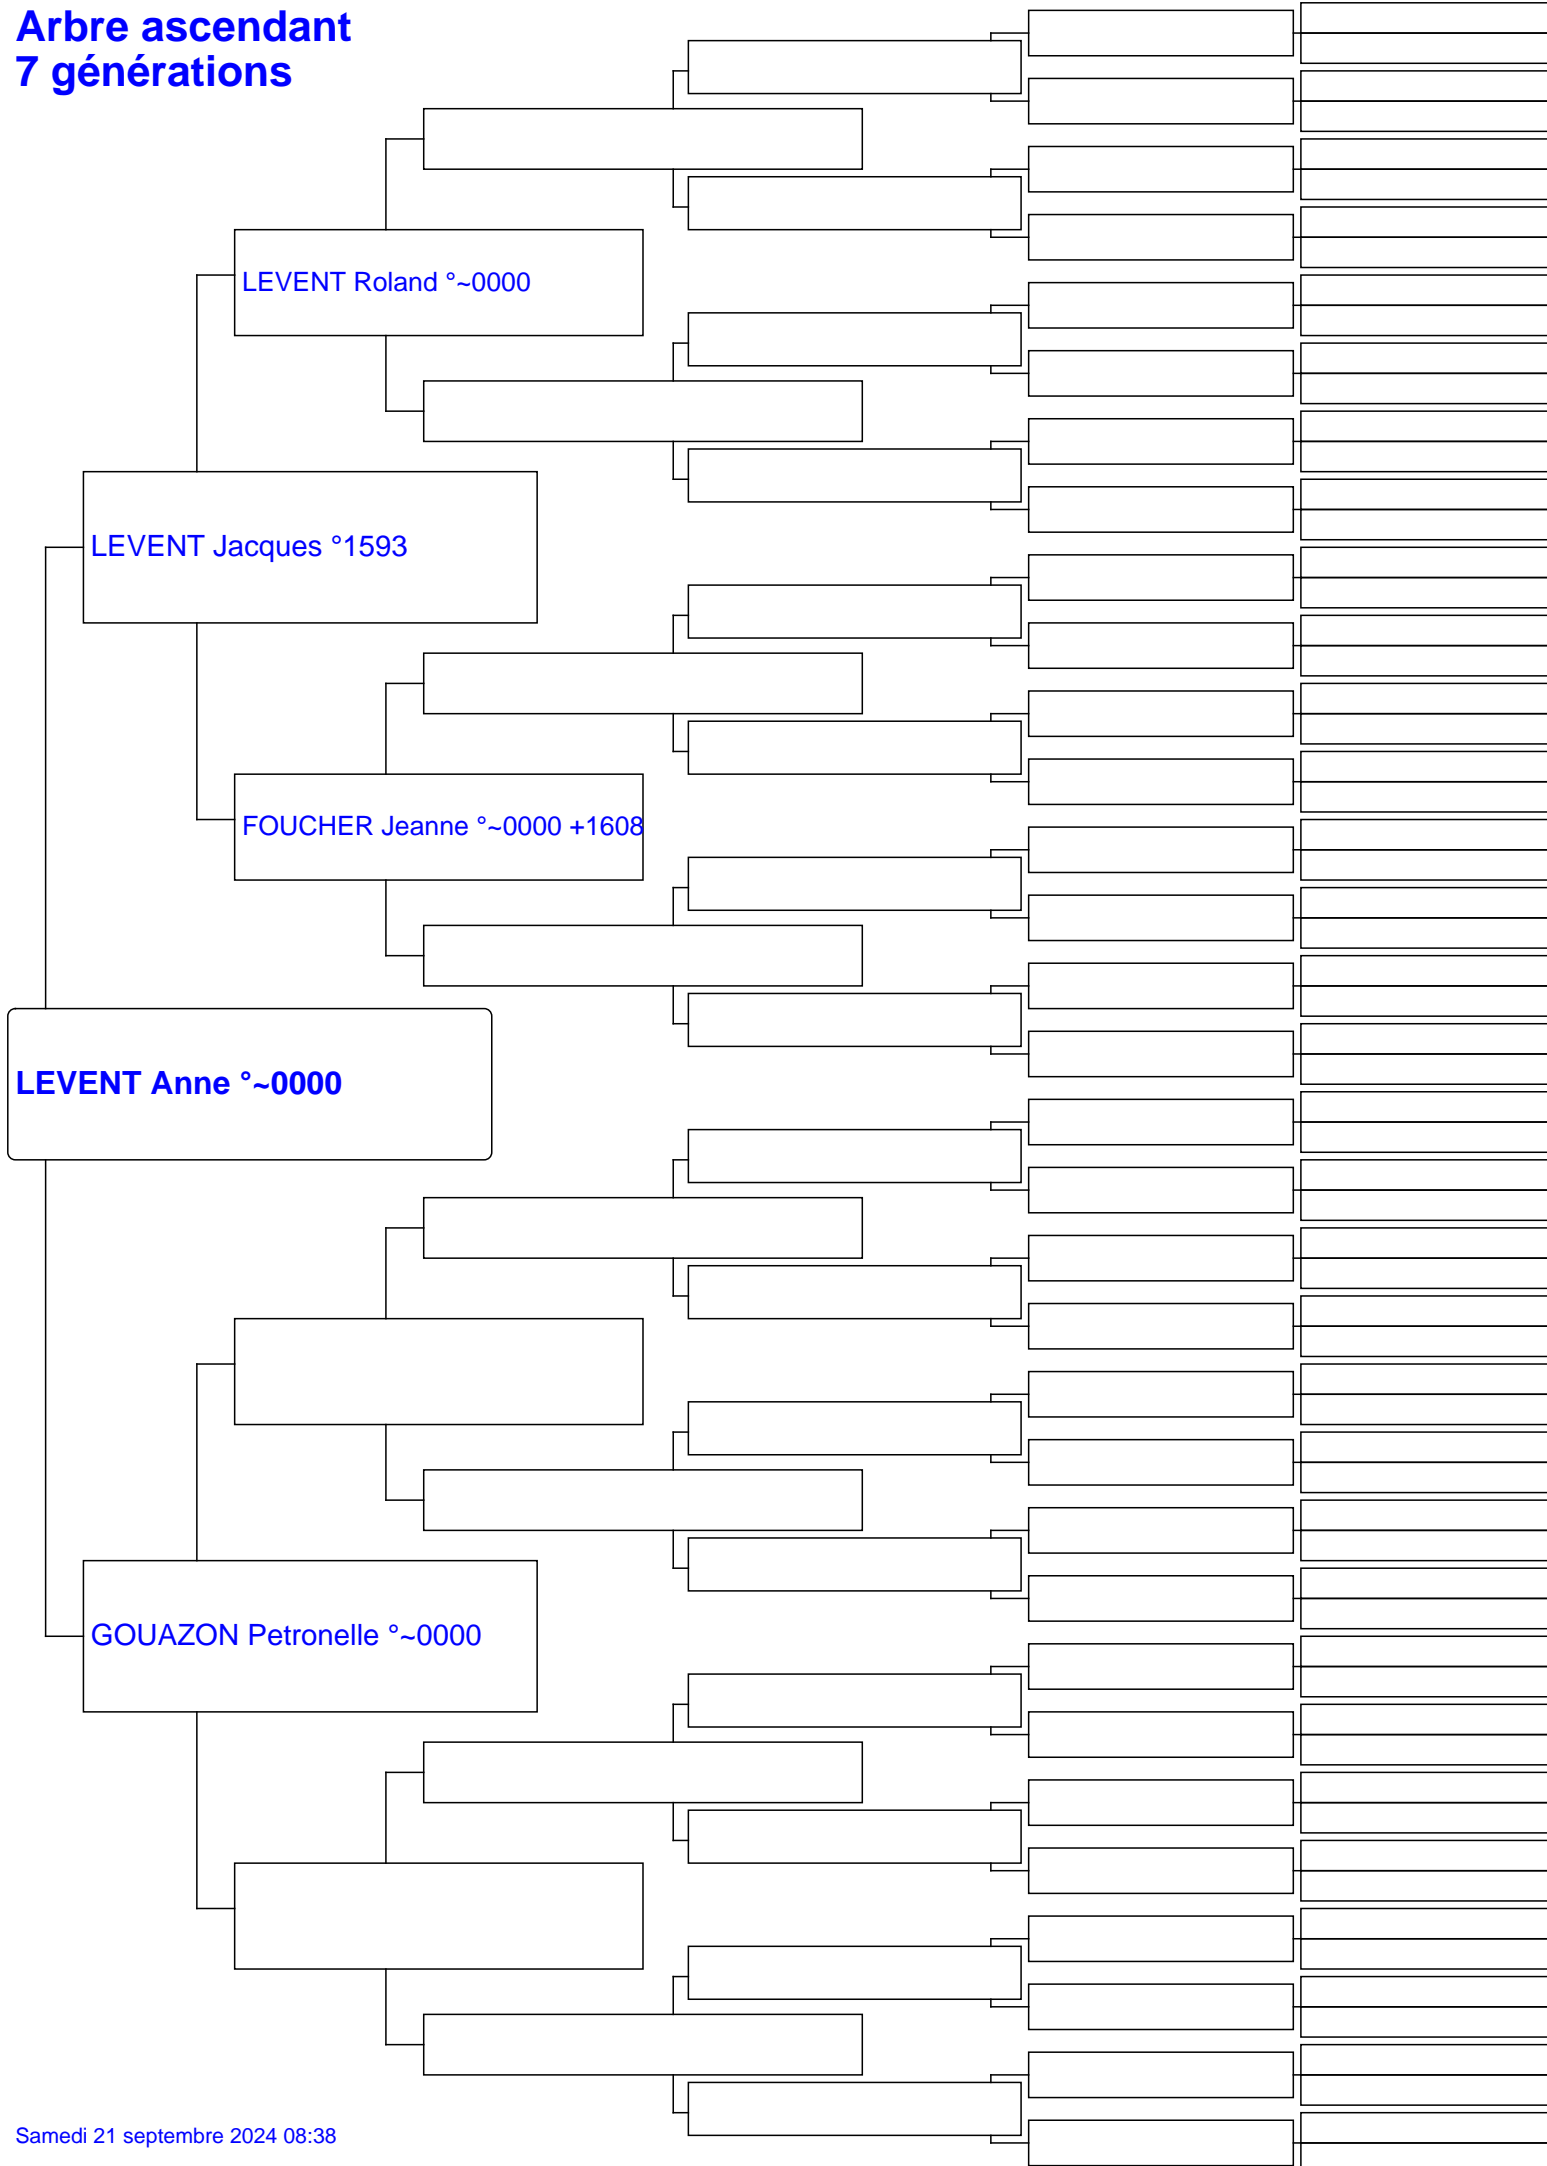 Arbre ascendant
7 générations
LEVENT Roland °~0000
LEVENT Jacques °1593
FOUCHER Jeanne °~0000 +1608
LEVENT Anne °~0000
GOUAZON Petronelle °~0000
Samedi 21 septembre 2024 08:38